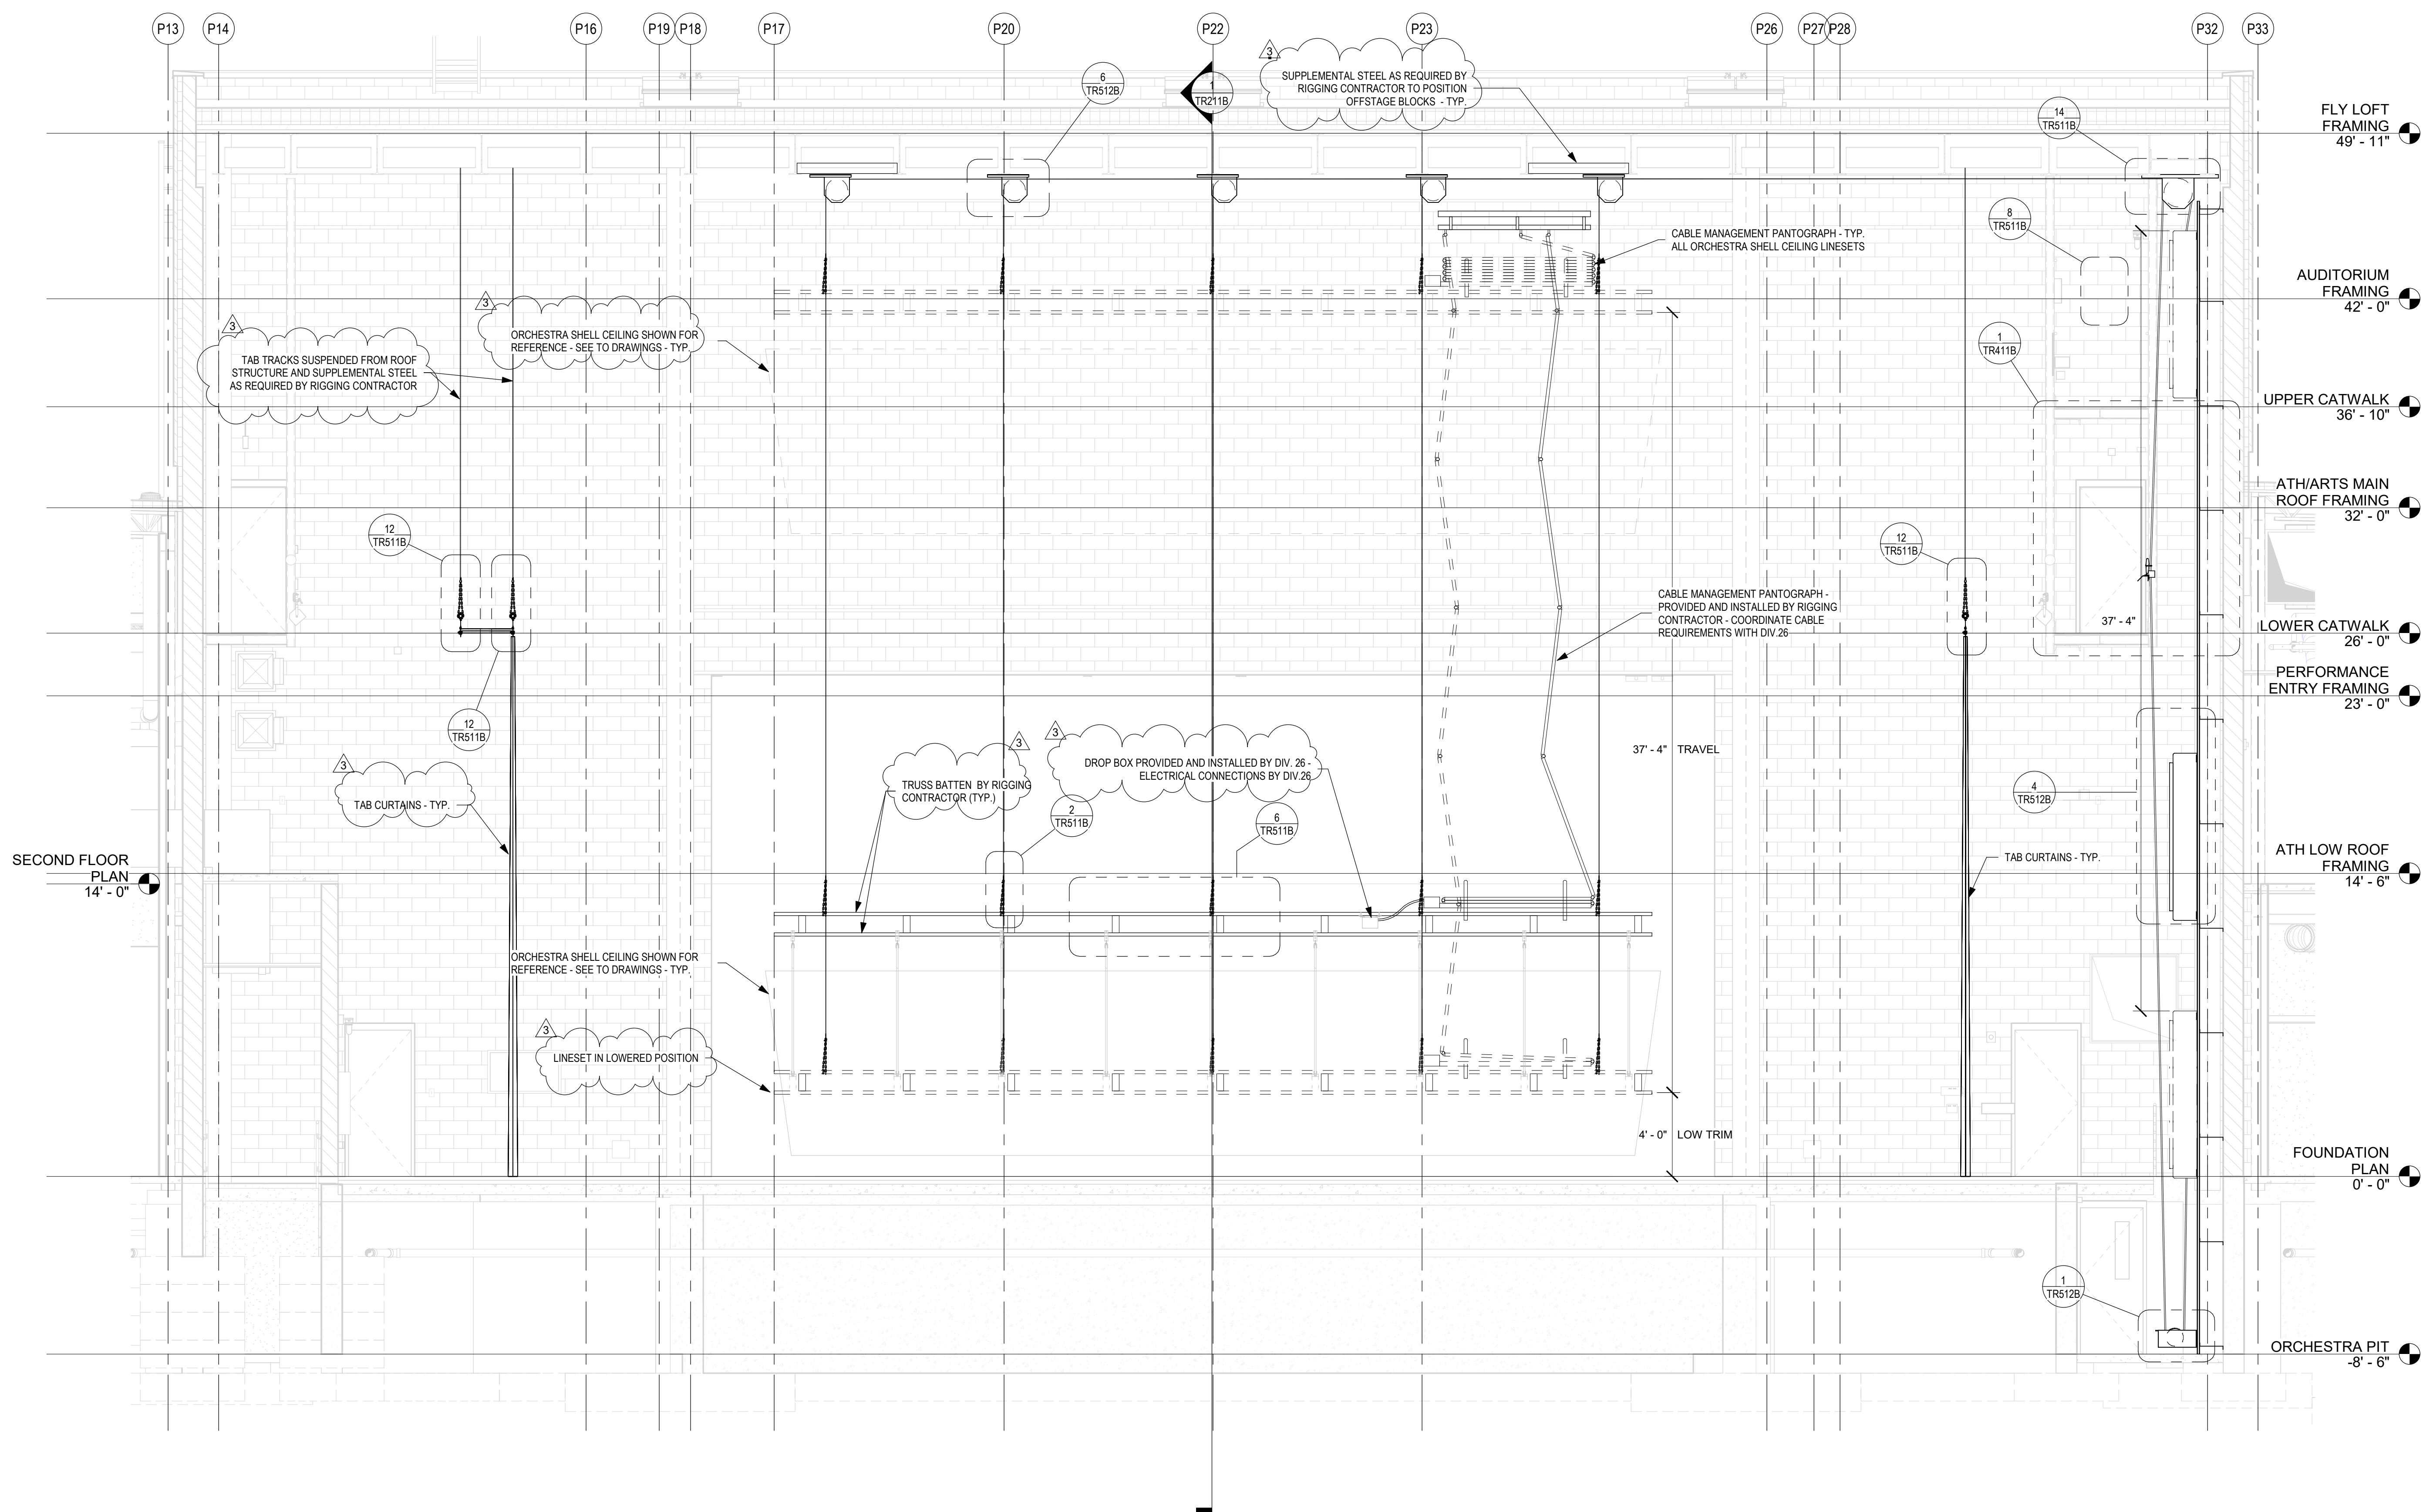 P13
P14
P16
P19
P18
P17
P20
P22
P23
P26
P27
P28
P32
P33
3
SUPPLEMENTAL STEEL AS REQUIRED BY
RIGGING CONTRACTOR TO POSITION
OFFSTAGE BLOCKS - TYP.
6
TR512B
1
TR211B
14
TR511B
FLY LOFT
FRAMING
49' - 11"
8
TR511B
CABLE MANAGEMENT PANTOGRAPH - TYP.
ALL ORCHESTRA SHELL CEILING LINESETS
AUDITORIUM
FRAMING
42' - 0"
3
ORCHESTRA SHELL CEILING SHOWN FOR
REFERENCE - SEE TO DRAWINGS - TYP.
3
TAB TRACKS SUSPENDED FROM ROOF
STRUCTURE AND SUPPLEMENTAL STEEL
AS REQUIRED BY RIGGING CONTRACTOR
1
TR411B
UPPER CATWALK
36' - 10"
ATH/ARTS MAIN
ROOF FRAMING
32' - 0"
12
TR511B
12
TR511B
CABLE MANAGEMENT PANTOGRAPH -
PROVIDED AND INSTALLED BY RIGGING
CONTRACTOR - COORDINATE CABLE
REQUIREMENTS WITH DIV.26
37' - 4"
LOWER CATWALK
26' - 0"
PERFORMANCE
ENTRY FRAMING
23' - 0"
12
TR511B
3
TAB CURTAINS - TYP.
3
TRUSS BATTEN BY RIGGING
CONTRACTOR (TYP.)
3
DROP BOX PROVIDED AND INSTALLED BY DIV. 26 -
ELECTRICAL CONNECTIONS BY DIV.26
37' - 4" TRAVEL
2
TR511B
6
TR511B
4
TR512B
SECOND FLOOR
PLAN
14' - 0"
TAB CURTAINS - TYP.
ATH LOW ROOF
FRAMING
14' - 6"
ORCHESTRA SHELL CEILING SHOWN FOR
REFERENCE - SEE TO DRAWINGS - TYP.
3
LINESET IN LOWERED POSITION
4' - 0" LOW TRIM
FOUNDATION
PLAN
0' - 0"
1
TR512B
ORCHESTRA PIT
-8' - 6"